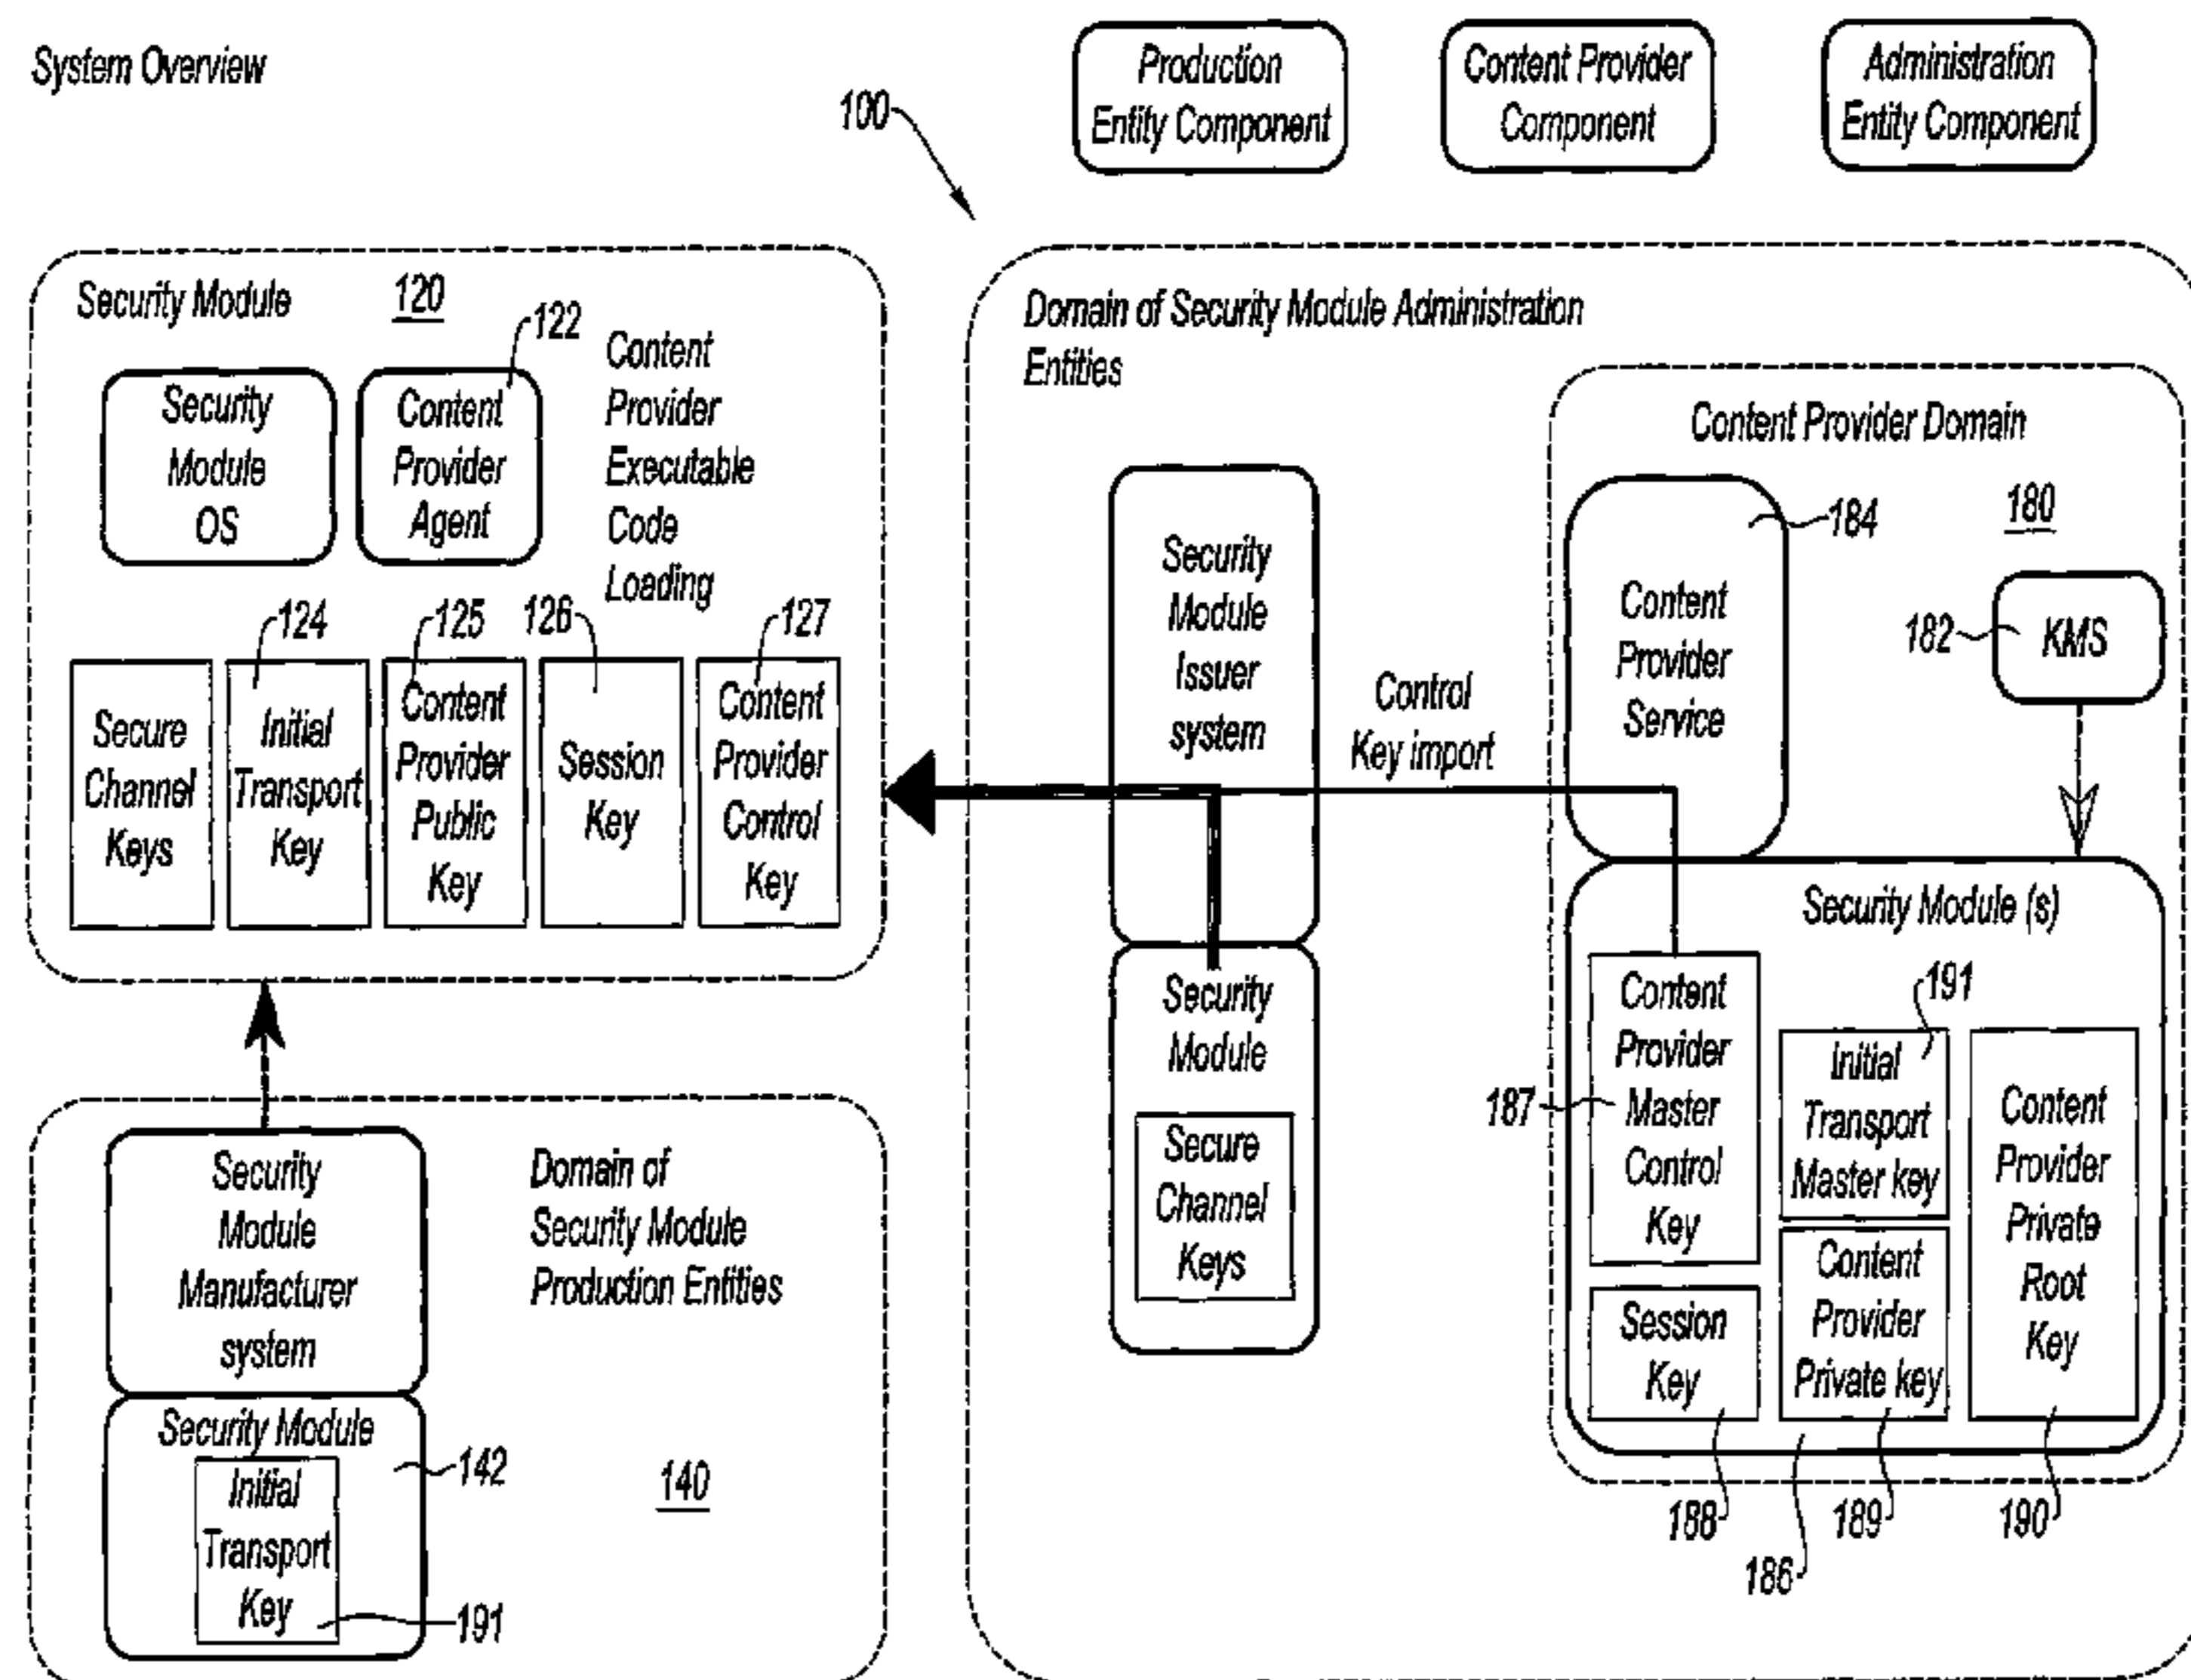 System Overview
Production
Entity Component
Content Provider
Component
Administration
Entity Component
100
Security Module
120
122
Security
Module
OS
Content
Provider
Agent
Content
Provider
Executable
Code
Loading
124
125
126
127
Secure
Channel
Keys
Initial
Transport
Key
Content
Provider
Public
Key
Session
Key
Content
Provider
Control
Key
Security
Module
Manufacturer
system
Domain of
Security Module
Production Entities
Security Module
142
Initial
Transport
Key
191
140
Domain of Security Module Administration
Entities
Security
Module
Issuer
system
Control
Key import
Security
Module
Secure
Channel
Keys
Content Provider Domain
180
184
Content
Provider
Service
182
KMS
Security Module (s)
187
Content
Provider
Master
Control
Key
191
Initial
Transport
Master key
Content
Provider
Private
Root
Key
Session
Key
Content
Provider
Private key
188
189
190
186